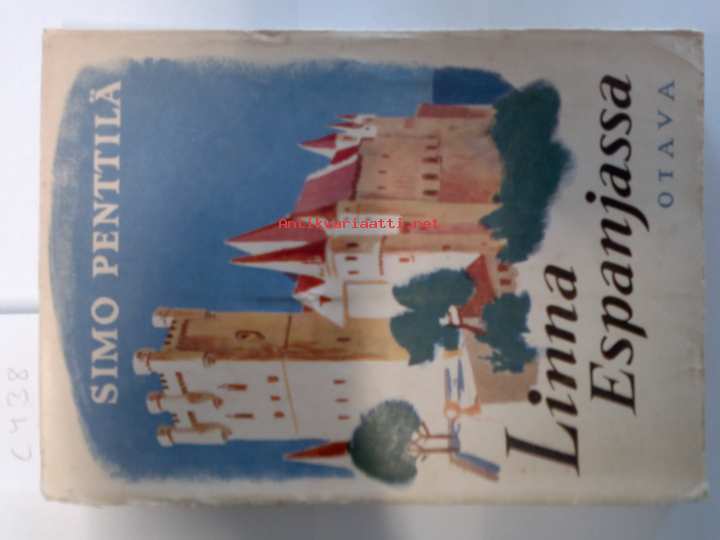 SIMO PENTTILÄ
Antikvariaatti.net
Linna
Espanjassa
OTAVA
C438